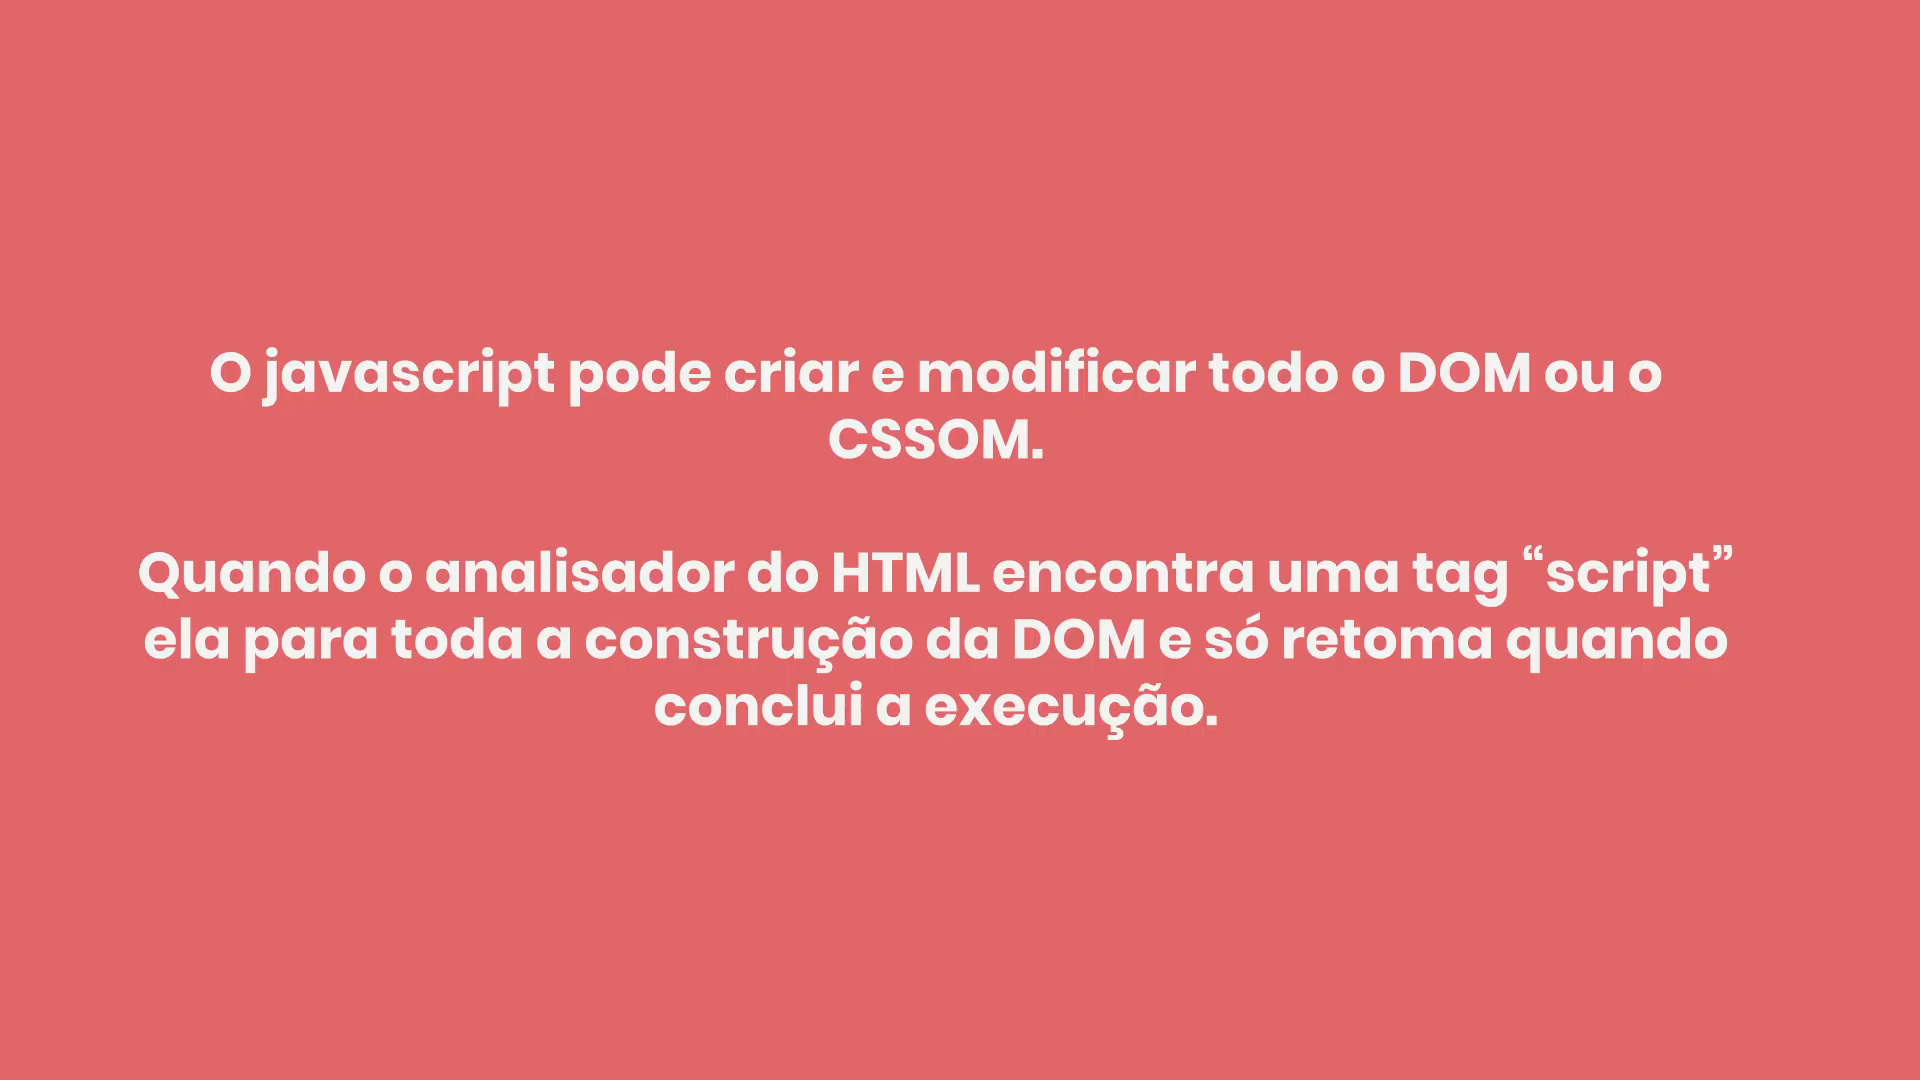 O javascript pode criar e modificar todo o DOM ou o
CSSOM.
Quando o analisador do HTML encontra uma tag “script”
ela para toda a construção da DOM e só retoma quando
conclui a execução.